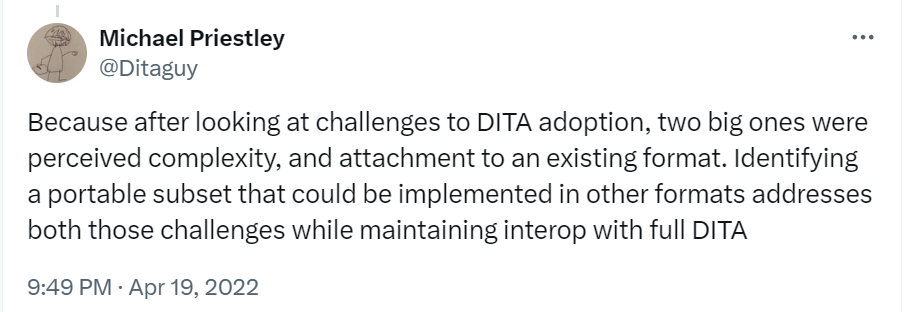 Michael Priestley
@Ditaguy
Because after looking at challenges to DITA adoption, two big ones were
perceived complexity, and attachment to an existing format. Identifying
a portable subset that could be implemented in other formats addresses
both those challenges while maintaining interop with full DITA
9:49 PM · Apr 19, 2022